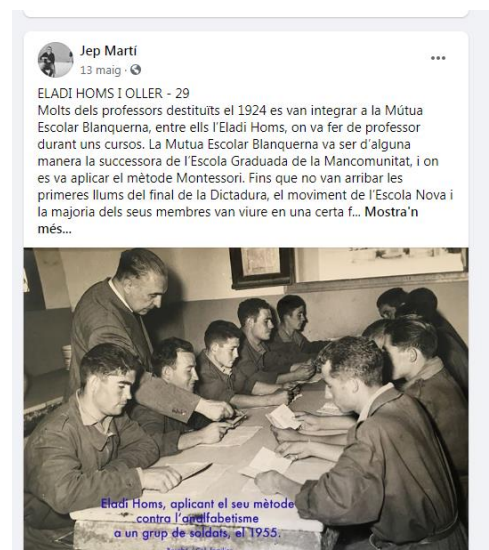 Jep Martí
13 maig ·
ELADI HOMS I OLLER - 29
Molts dels professors destituïts el 1924 es van integrar a la Mútua
Escolar Blanquerna, entre ells l'Eladi Homs, on va fer de professor
durant uns cursos. La Mutua Escolar Blanquerna va ser d'alguna
manera la successora de l'Escola Graduada de la Mancomunitat, i on
es va aplicar el mètode Montessori. Fins que no van arribar les
primeres llums del final de la Dictadura, el moviment de l'Escola Nova i
la majoria dels seus membres van viure en una certa f... Mostra'n
més...
Eladi Homs, aplicant el seu mètode
contra l'analfabetisme
a un grup de soldats, el 1955.